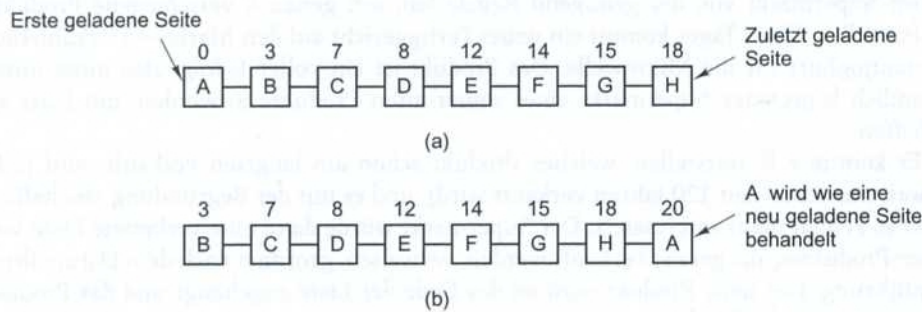 Erste geladene Seite
Zuletzt geladene
Seite
0 3 7 8 12 14 15 18
A B C D E F G H
(a)
3 7 8 12 14 15 18 20
B C D E F G H A
A wird wie eine
neu geladene Seite
behandelt
(b)